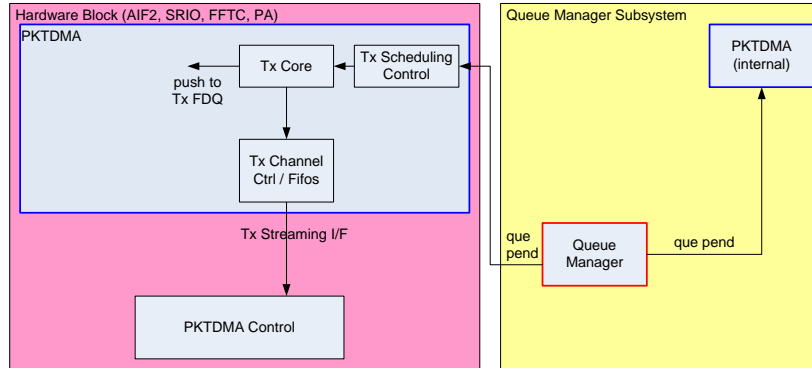 Hardware Block (AIF2, SRIO, FFTC, PA)
PKTDMA
Tx Core
Tx Scheduling
Control
push to
Tx FDQ
Tx Channel
Ctrl / Fifos
Tx Streaming I/F
PKTDMA Control
Queue Manager Subsystem
PKTDMA
(internal)
que
pend
Queue
Manager
que pend